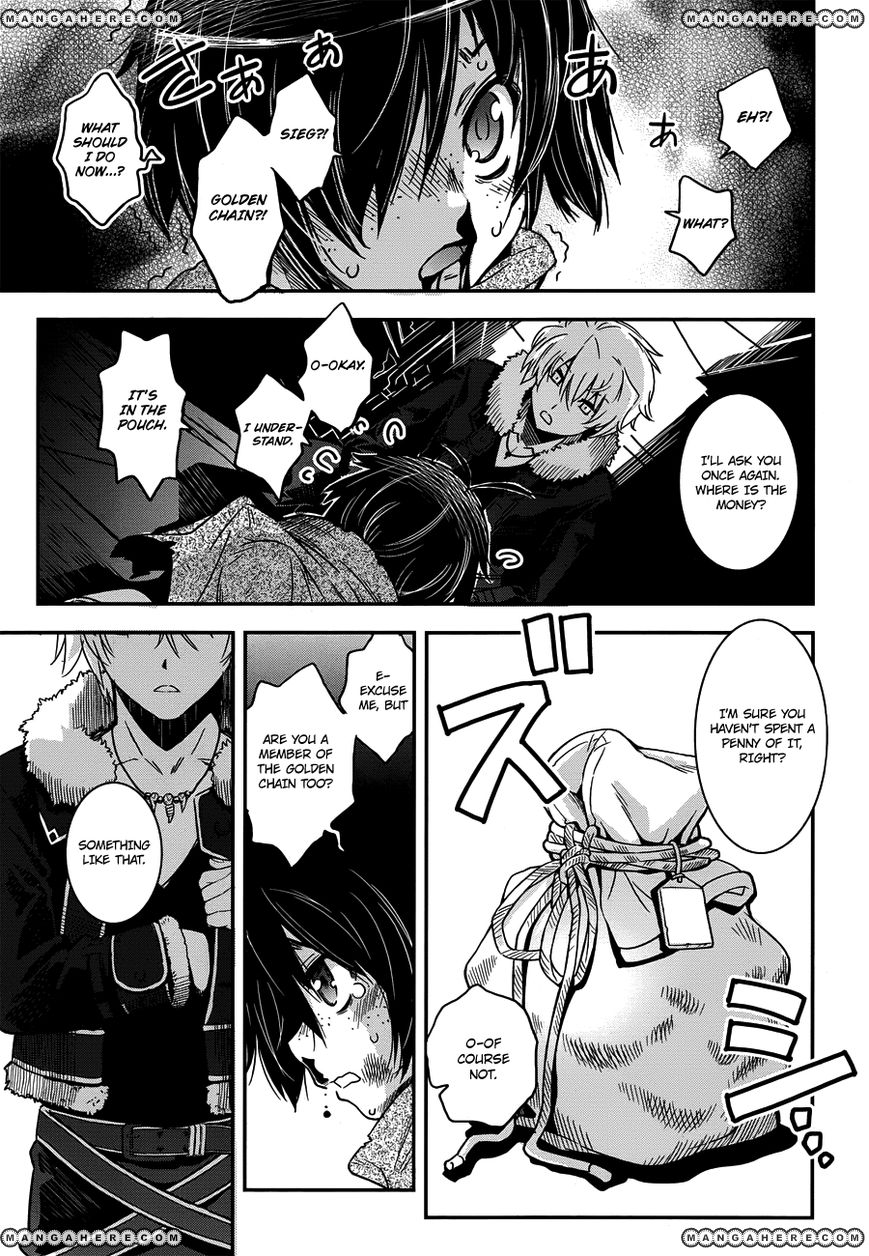 MANGAHERE.COM
MANGAHERE.COM
EH?!
WHAT?
あ
ぁ
ぁ
ぁ
さ
SIEG?!
GOLDEN
CHAIN?!
WHAT
SHOULD
I DO
NOW...?
I'LL ASK YOU
ONCE AGAIN.
WHERE IS THE
MONEY?
O-OKAY.
I UNDER-
STAND.
IT'S
IN THE
POUCH.
I'M SURE YOU
HAVEN'T SPENT A
PENNY OF IT,
RIGHT?
ズ
O-OF
COURSE
NOT.
E-
EXCUSE
ME, BUT
ARE YOU A
MEMBER OF
THE GOLDEN
CHAIN TOO?
SOMETHING
LIKE THAT.
MANGAHERE.COM
MANGAHERE.COM